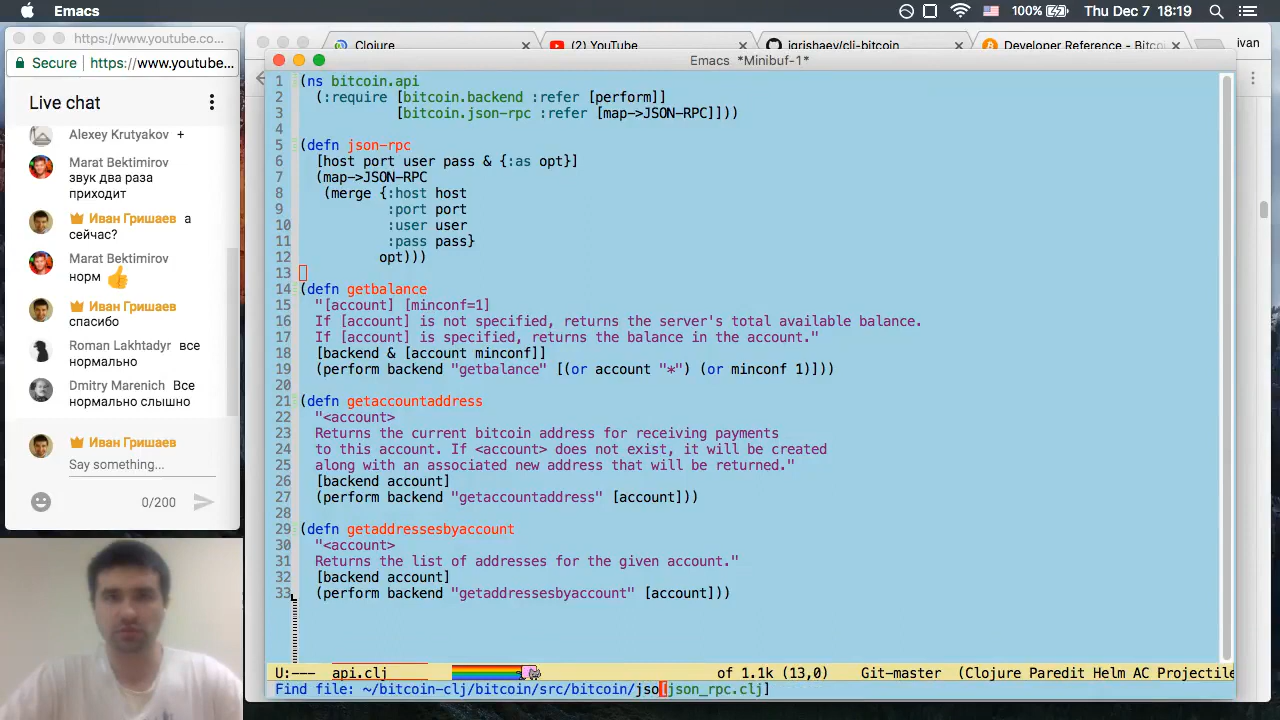 Emacs
100%
Thu Dec 7 18:19
https://www.youtube.co...
Secure
https://www.youtube...
Live chat
Alexey Krutyakov +
Marat Bektimirov
звук два раза
приходит
Иван Гришаев а
сейчас?
Marat Bektimirov
норм 👍
Иван Гришаев
спасибо
Roman Lakhtadyr все
нормально
Dmitry Marenich Все
нормально слышно
Иван Гришаев
Say something...
0/200
Clojure
(2) YouTube
igrishaev/cli-bitcoin
Developer Reference - Bitco
ivan
Emacs *Minibuf-1*
1 (ns bitcoin.api
2 (:require [bitcoin.backend :refer [perform]]
3 [bitcoin.json-rpc :refer [map->JSON-RPC]]))
4
5 (defn json-rpc
6 [host port user pass & {:as opt}]
7 (map->JSON-RPC
8 (merge {:host host
9 :port port
10 :user user
11 :pass pass}
12 opt)))
13
14 (defn getbalance
15 "[account] [minconf=1]
16 If [account] is not specified, returns the server's total available balance.
17 If [account] is specified, returns the balance in the account."
18 [backend & [account minconf]]
19 (perform backend "getbalance" [(or account "*") (or minconf 1)]))
20
21 (defn getaccountaddress
22 "<account>
23 Returns the current bitcoin address for receiving payments
24 to this account. If <account> does not exist, it will be created
25 along with an associated new address that will be returned."
26 [backend account]
27 (perform backend "getaccountaddress" [account]))
28
29 (defn getaddressesbyaccount
30 "<account>
31 Returns the list of addresses for the given account."
32 [backend account]
33 (perform backend "getaddressesbyaccount" [account]))
U:--- api.clj of 1.1k (13,0) Git-master (Clojure Paredit Helm AC Projectile
Find file: ~/bitcoin-clj/bitcoin/src/bitcoin/jso[json_rpc.clj]